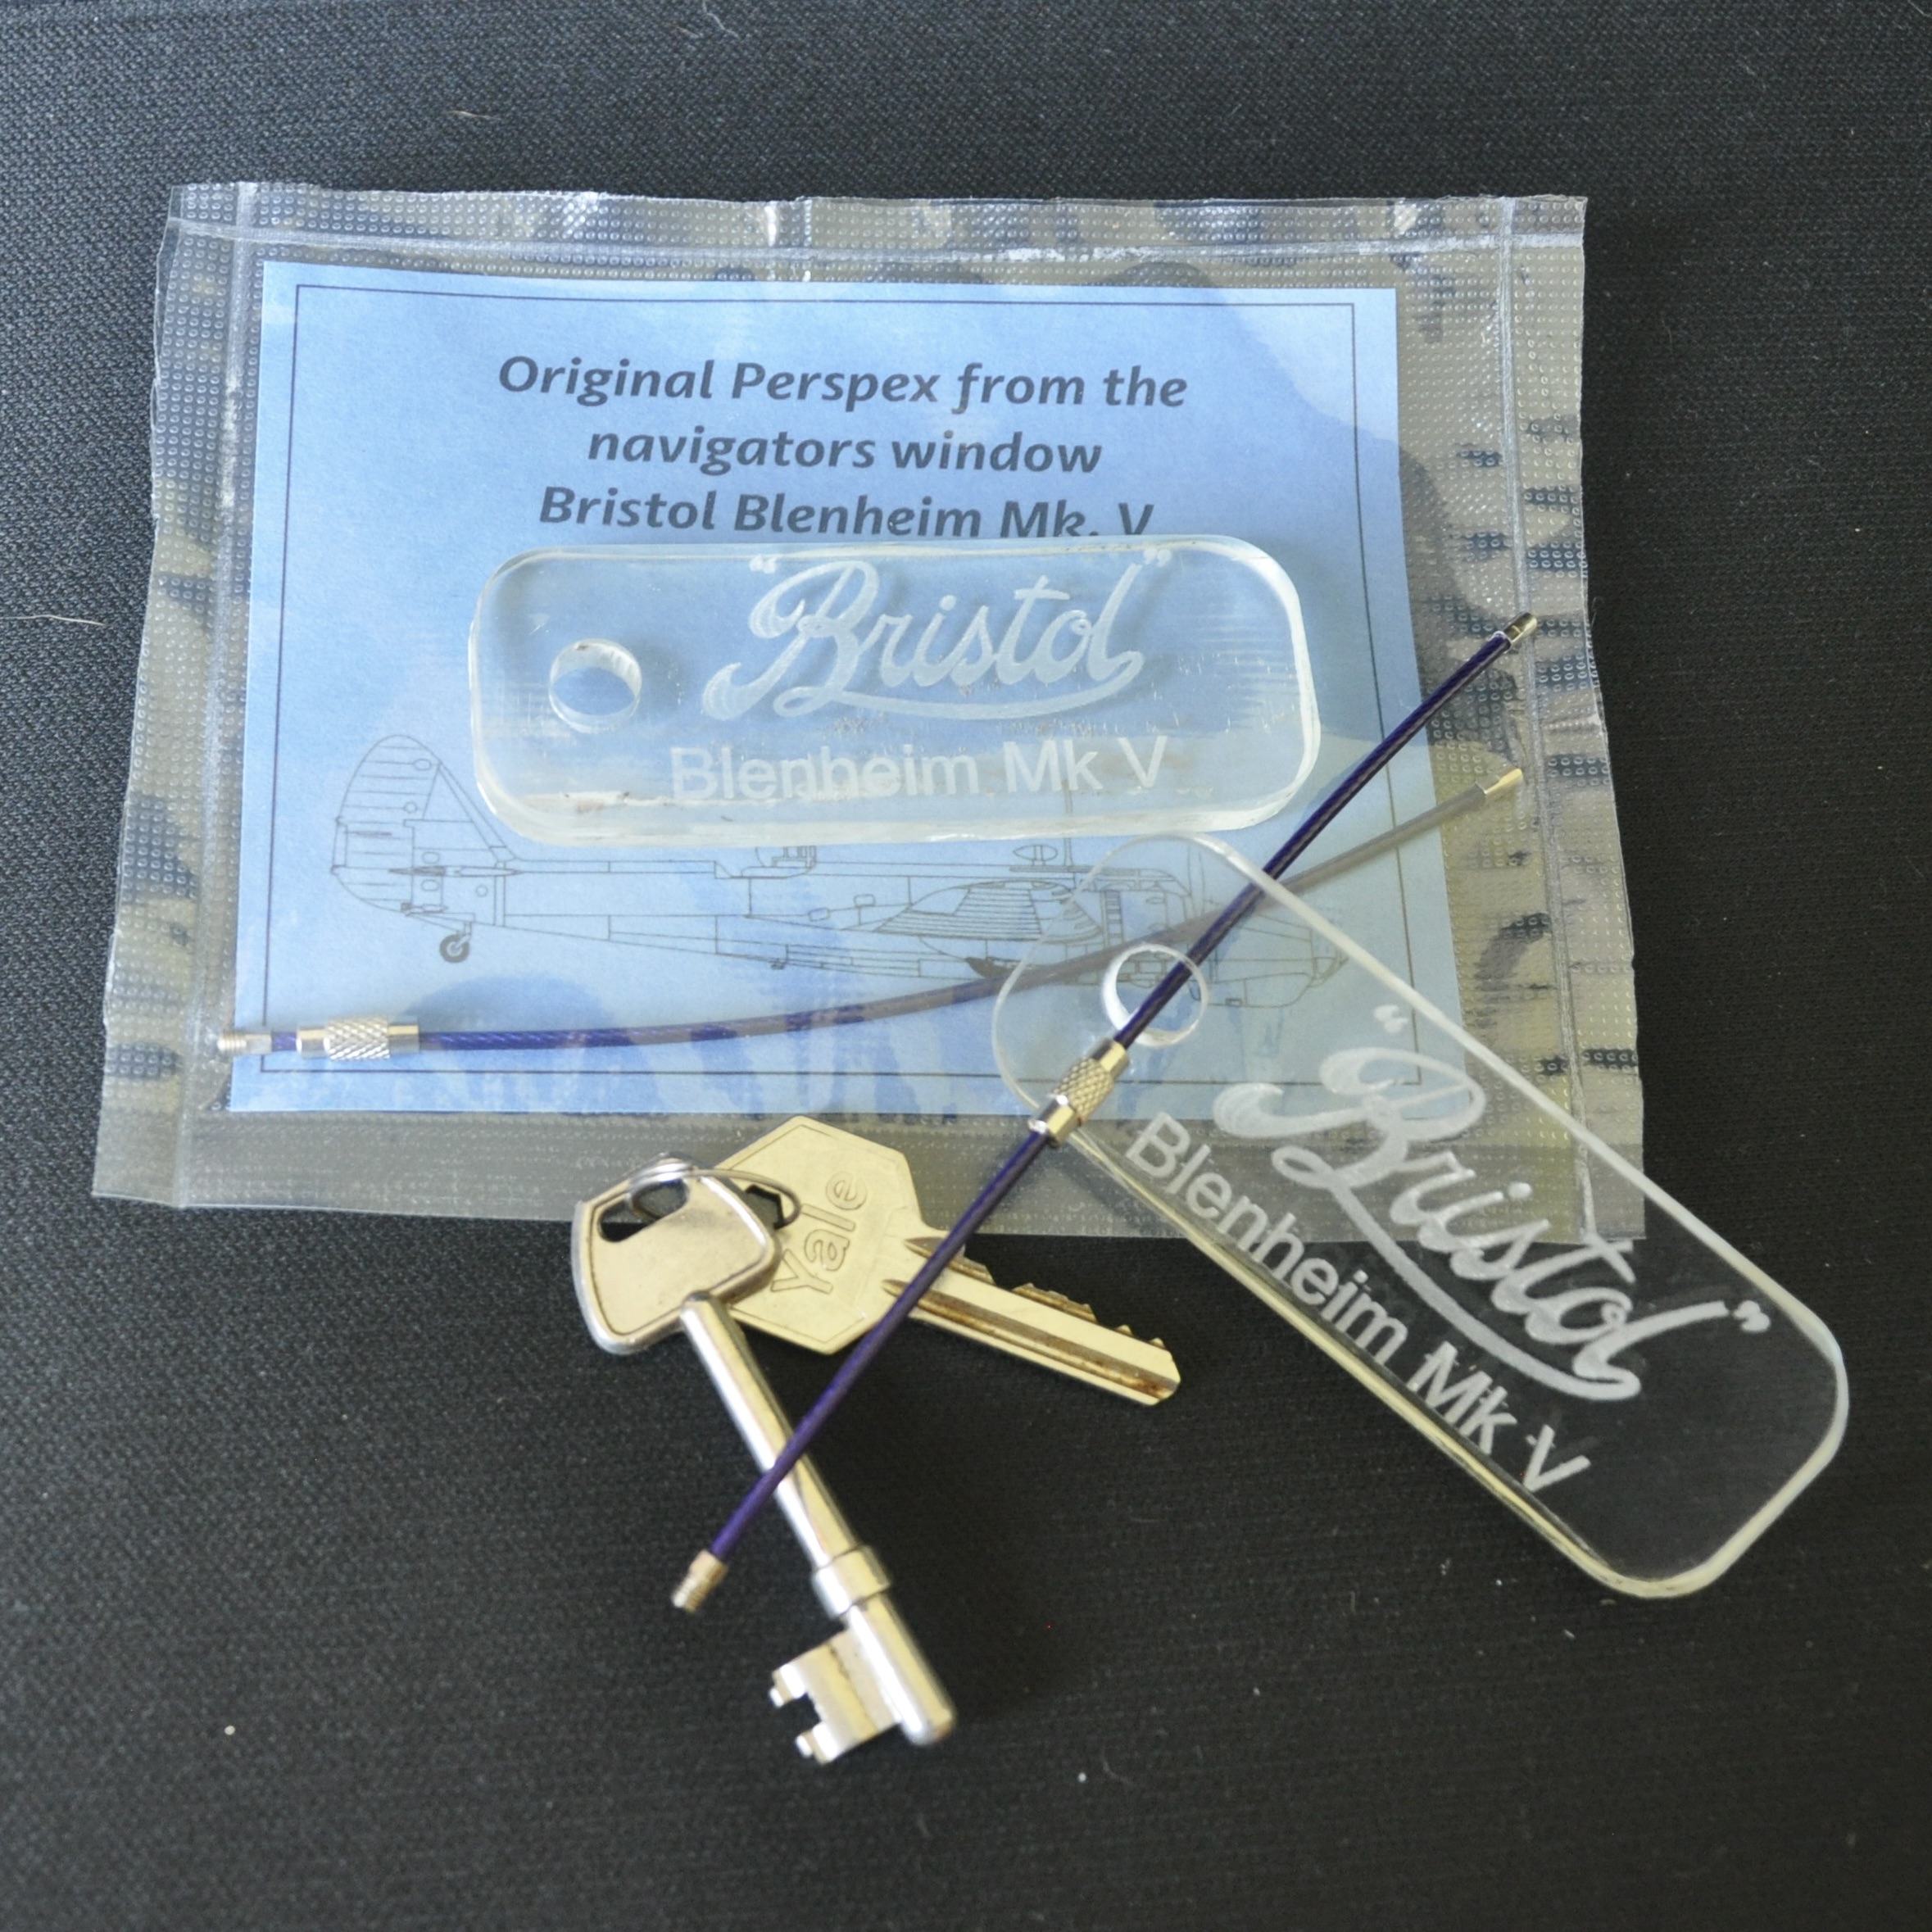 Original Perspex from the
navigators window
Bristol Blenheim Mk. V
"Bristol"
Blenheim Mk V
Yale
"Bristol"
Blenheim Mk V